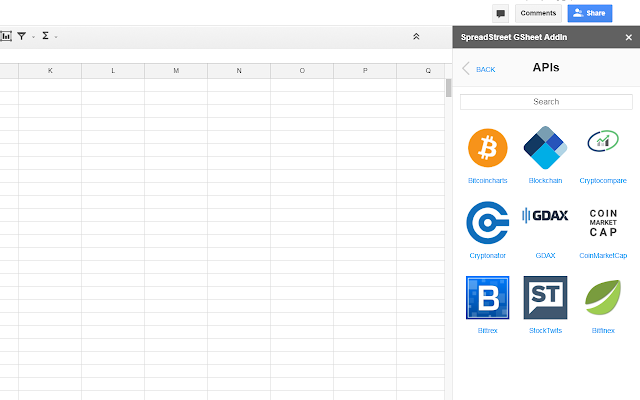 Comments
Share
SpreadStreet GSheet AddIn
×
Σ
K L M N O P Q
BACK
APIs
Search
Bitcoincharts Blockchain Cryptocompare
GDAX
COIN
MARKET
CAP
Cryptonator GDAX CoinMarketCap
B
ST
Bittrex StockTwits Bitfinex